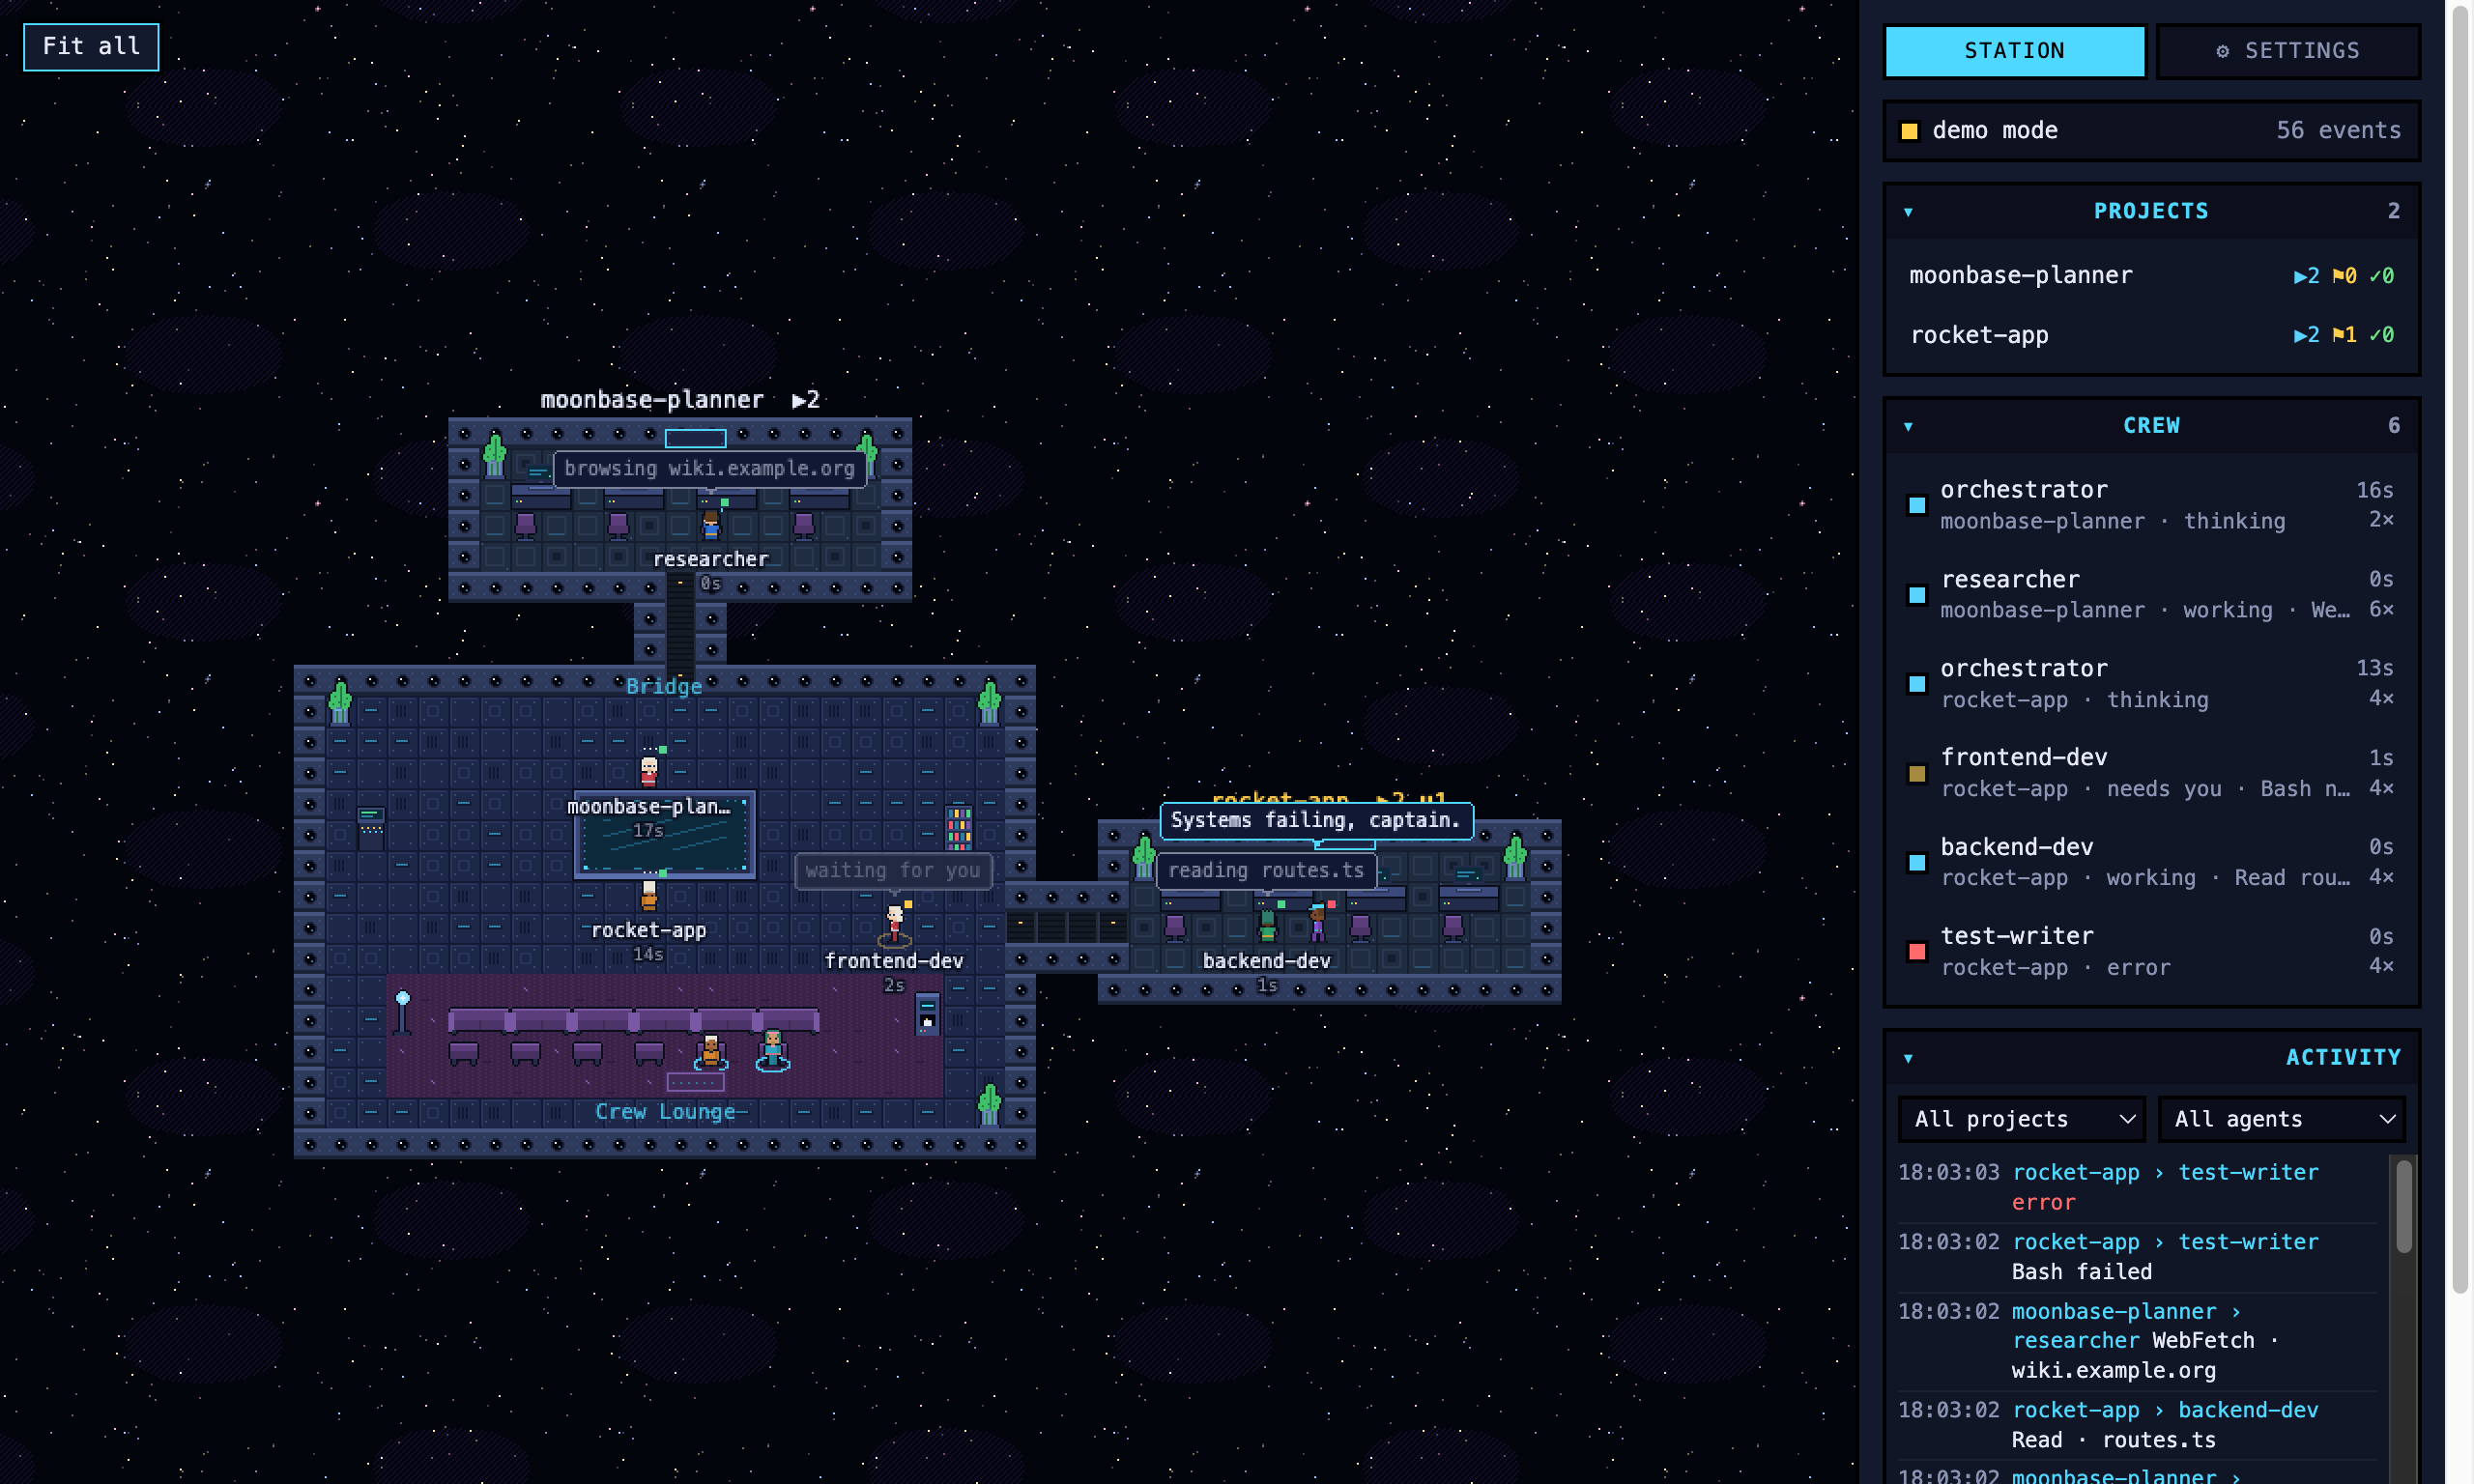 Fit all
moonbase-planner ▶2
browsing wiki.example.org
researcher
0s
Bridge
moonbase-plan…
17s
waiting for you
rocket-app
14s
frontend-dev
2s
rocket-app ▶2
Systems failing, captain.
reading routes.ts
backend-dev
1s
Crew Lounge
STATION
⚙ SETTINGS
demo mode 56 events
▼ PROJECTS 2
moonbase-planner ▶2 ⚑0 ✓0
rocket-app ▶2 ⚑1 ✓0
▼ CREW 6
orchestrator 16s
moonbase-planner · thinking 2×
researcher 0s
moonbase-planner · working · We… 6×
orchestrator 13s
rocket-app · thinking 4×
frontend-dev 1s
rocket-app · needs you · Bash n… 4×
backend-dev 0s
rocket-app · working · Read rou… 4×
test-writer 0s
rocket-app · error 4×
▼ ACTIVITY
All projects All agents
18:03:03 rocket-app › test-writer
error
18:03:02 rocket-app › test-writer
Bash failed
18:03:02 moonbase-planner ›
researcher WebFetch ·
wiki.example.org
18:03:02 rocket-app › backend-dev
Read · routes.ts
18:03:02 moonbase-planner ›